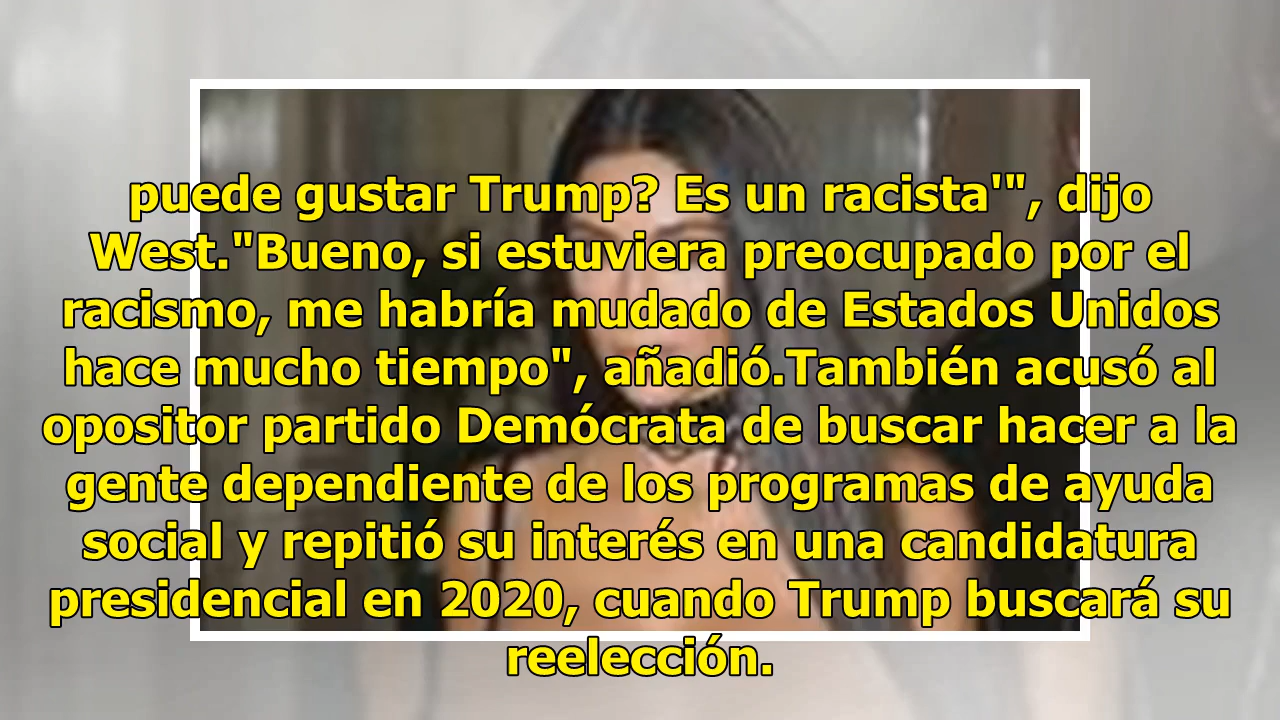 puede gustar Trump? Es un racista'", dijo
West."Bueno, si estuviera preocupado por el
racismo, me habría mudado de Estados Unidos
hace mucho tiempo", añadió.También acusó al
opositor partido Demócrata de buscar hacer a la
gente dependiente de los programas de ayuda
social y repitió su interés en una candidatura
presidencial en 2020, cuando Trump buscará su
reelección.